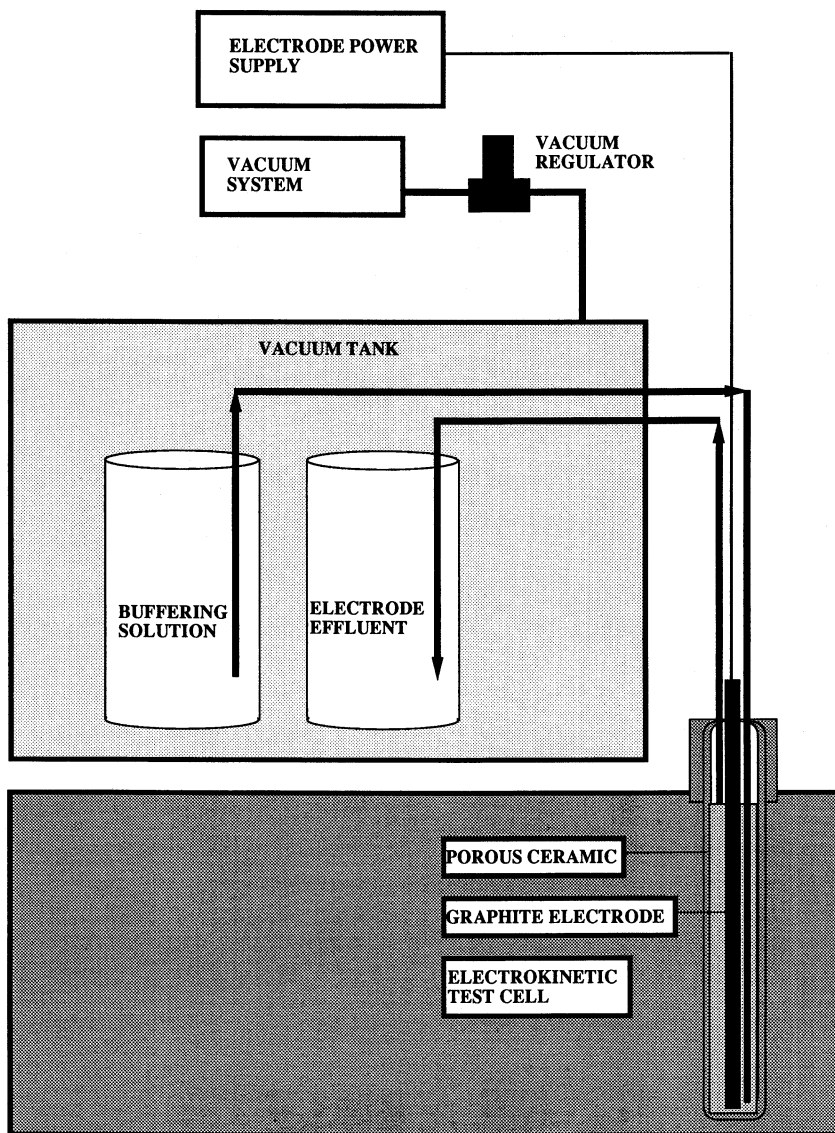 ELECTRODE POWER
SUPPLY
VACUUM
SYSTEM
VACUUM
REGULATOR
VACUUM TANK
BUFFERING
SOLUTION
ELECTRODE
EFFLUENT
POROUS CERAMIC
GRAPHITE ELECTRODE
ELECTROKINETIC
TEST CELL